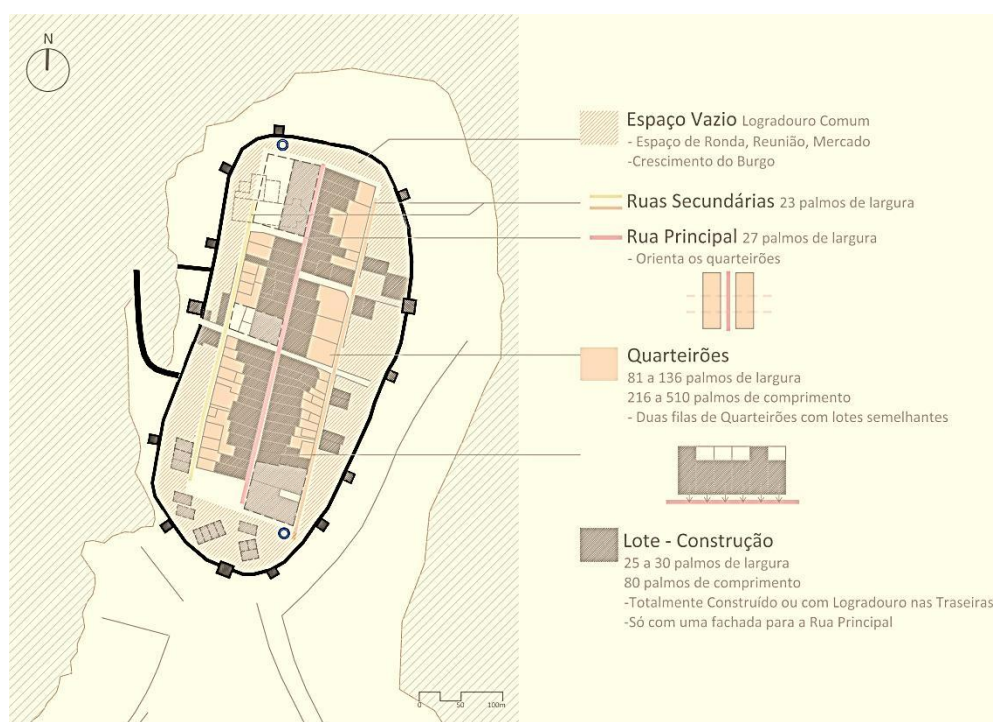 N
Espaço Vazio Logradouro Comum
- Espaço de Ronda, Reunião, Mercado
-Crescimento do Burgo
Ruas Secundárias 23 palmos de largura
Rua Principal 27 palmos de largura
- Orienta os quarteirões
Quarteirões
81 a 136 palmos de largura
216 a 510 palmos de comprimento
- Duas filas de Quarteirões com lotes semelhantes
Lote - Construção
25 a 30 palmos de largura
80 palmos de comprimento
-Totalmente Construído ou com Logradouro nas Traseiras
-Só com uma fachada para a Rua Principal
0 50 100m